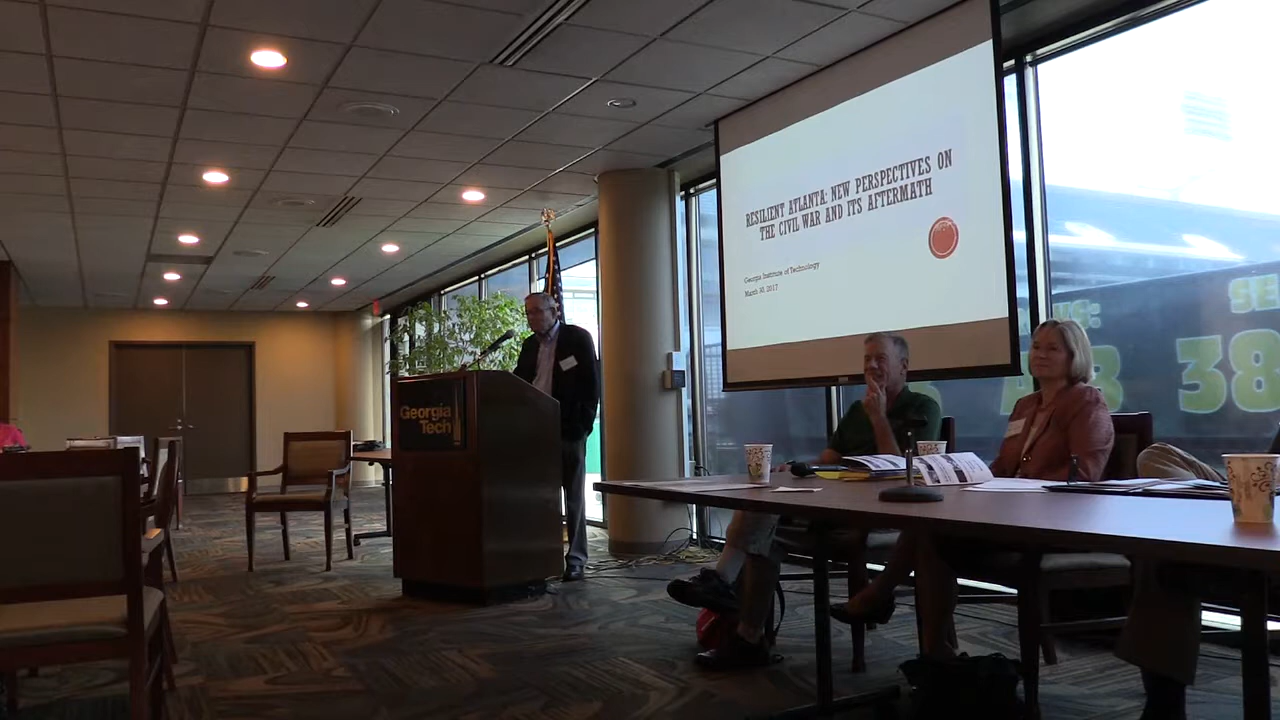 RESILIENT ATLANTA: NEW PERSPECTIVES ON
THE CIVIL WAR AND ITS AFTERMATH
Georgia Institute of Technology
March 30, 2017
Georgia
Tech
38